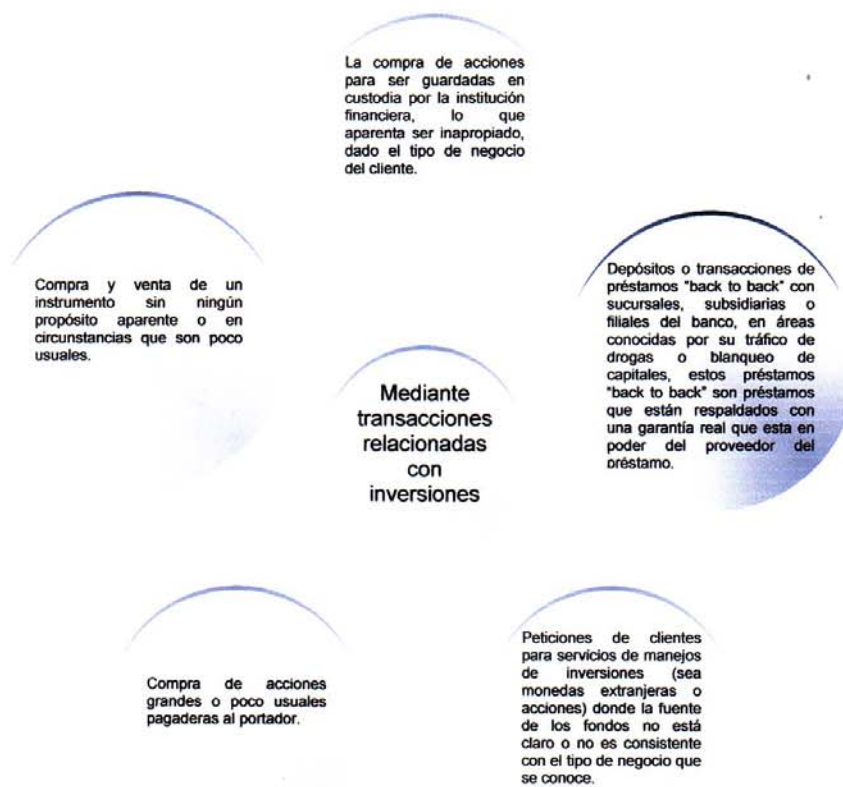 La compra de acciones
para ser guardadas en
custodia por la institución
financiera, lo que
aparenta ser inapropiado,
dado el tipo de negocio
del cliente.
Depósitos o transacciones de
préstamos "back to back" con
sucursales, subsidiarias o
filiales del banco, en áreas
conocidas por su tráfico de
drogas o blanqueo de
capitales, estos préstamos
"back to back" son préstamos
que están respaldados con
una garantía real que esta en
poder del proveedor del
préstamo.
Peticiones de clientes
para servicios de manejos
de inversiones (sea
monedas extranjeras o
acciones) donde la fuente
de los fondos no está
claro o no es consistente
con el tipo de negocio que
se conoce.
Compra de acciones
grandes o poco usuales
pagaderas al portador.
Compra y venta de un
instrumento sin ningún
propósito aparente o en
circunstancias que son poco
usuales.
Mediante
transacciones
relacionadas
con
inversiones